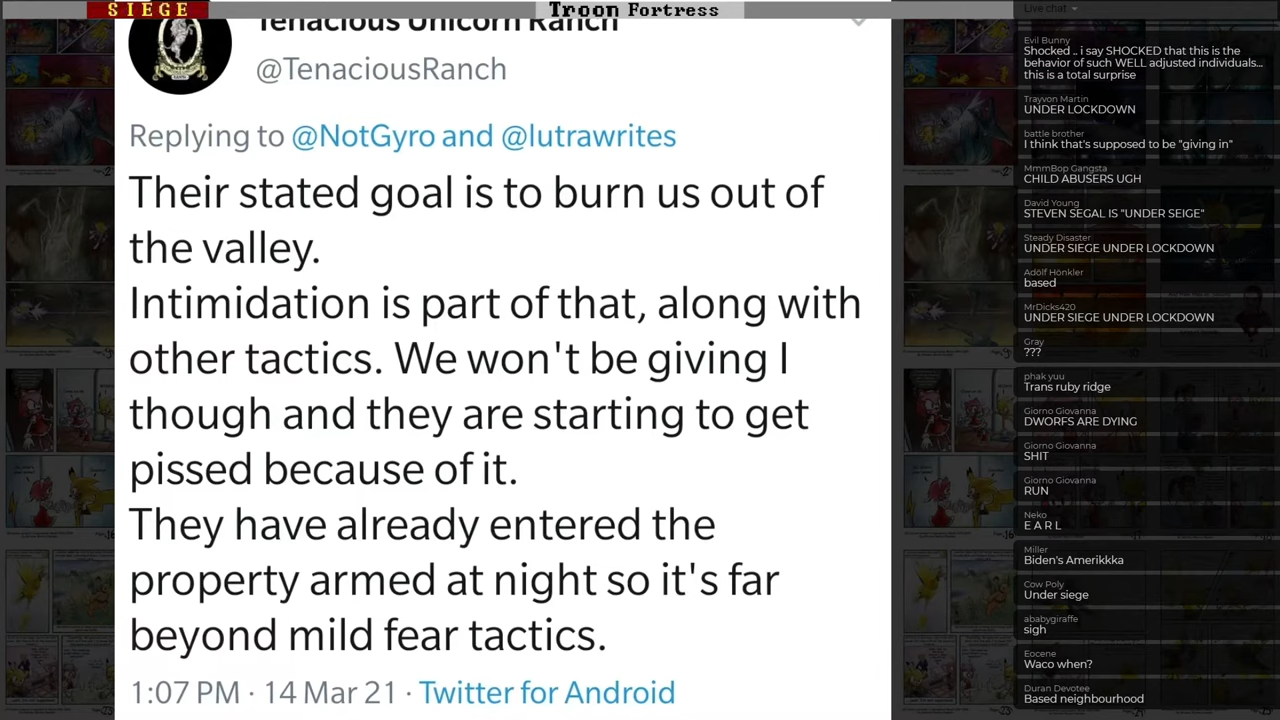 SIEGE
Troon Fortress
Tenacious Unicorn Ranch
@TenaciousRanch
Replying to @NotGyro and @lutrawrites
Their stated goal is to burn us out of
the valley.
Intimidation is part of that, along with
other tactics. We won't be giving I
though and they are starting to get
pissed because of it.
They have already entered the
property armed at night so it's far
beyond mild fear tactics.
1:07 PM · 14 Mar 21 · Twitter for Android
Live chat
Evil Bunny
Shocked .. i say SHOCKED that this is the
behavior of such WELL adjusted individuals...
this is a total surprise
Trayvon Martin
UNDER LOCKDOWN
battle brother
I think that's supposed to be "giving in"
MmmBop Gangsta
CHILD ABUSERS UGH
David Young
STEVEN SEGAL IS "UNDER SEIGE"
Steady Disaster
UNDER SIEGE UNDER LOCKDOWN
Adölf Hönkler
based
MrDicks420
UNDER SIEGE UNDER LOCKDOWN
Gray
???
phak yuu
Trans ruby ridge
Giorno Giovanna
DWORFS ARE DYING
Giorno Giovanna
SHIT
Giorno Giovanna
RUN
Neko
E A R L
Miller
Biden's Amerikkka
Cow Poly
Under siege
ababygiraffe
sigh
Eocene
Waco when?
Duran Devotee
Based neighbourhood